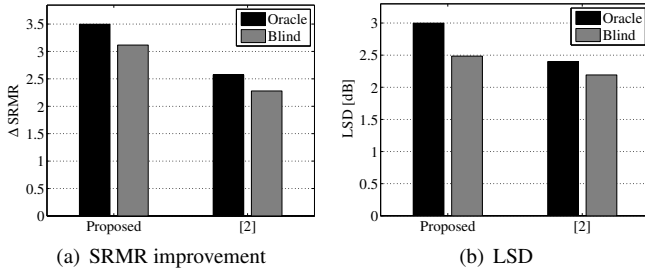 3.5
3
2.5
2
1.5
1
0.5
0
Δ SRMR
Oracle
Blind
Proposed
[2]
(a) SRMR improvement
3
2.5
2
1.5
1
0.5
0
LSD [dB]
Oracle
Blind
Proposed
[2]
(b) LSD